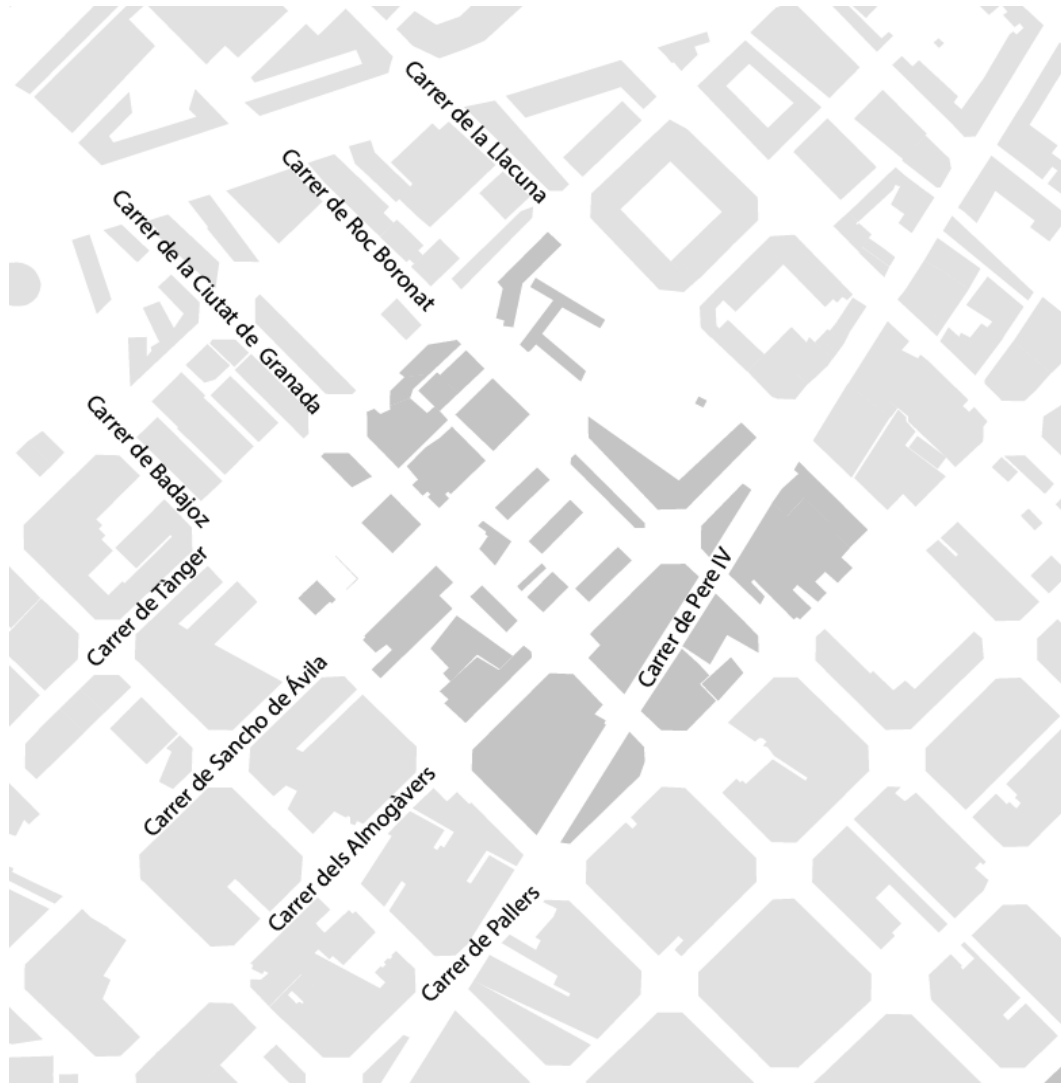 Carrer de la Llacuna
Carrer de Roc Boronat
Carrer de la Ciutat de Granada
Carrer de Badajoz
Carrer de Tànger
Carrer de Pere IV
Carrer de Sancho de Ávila
Carrer dels Almogàvers
Carrer de Pallers